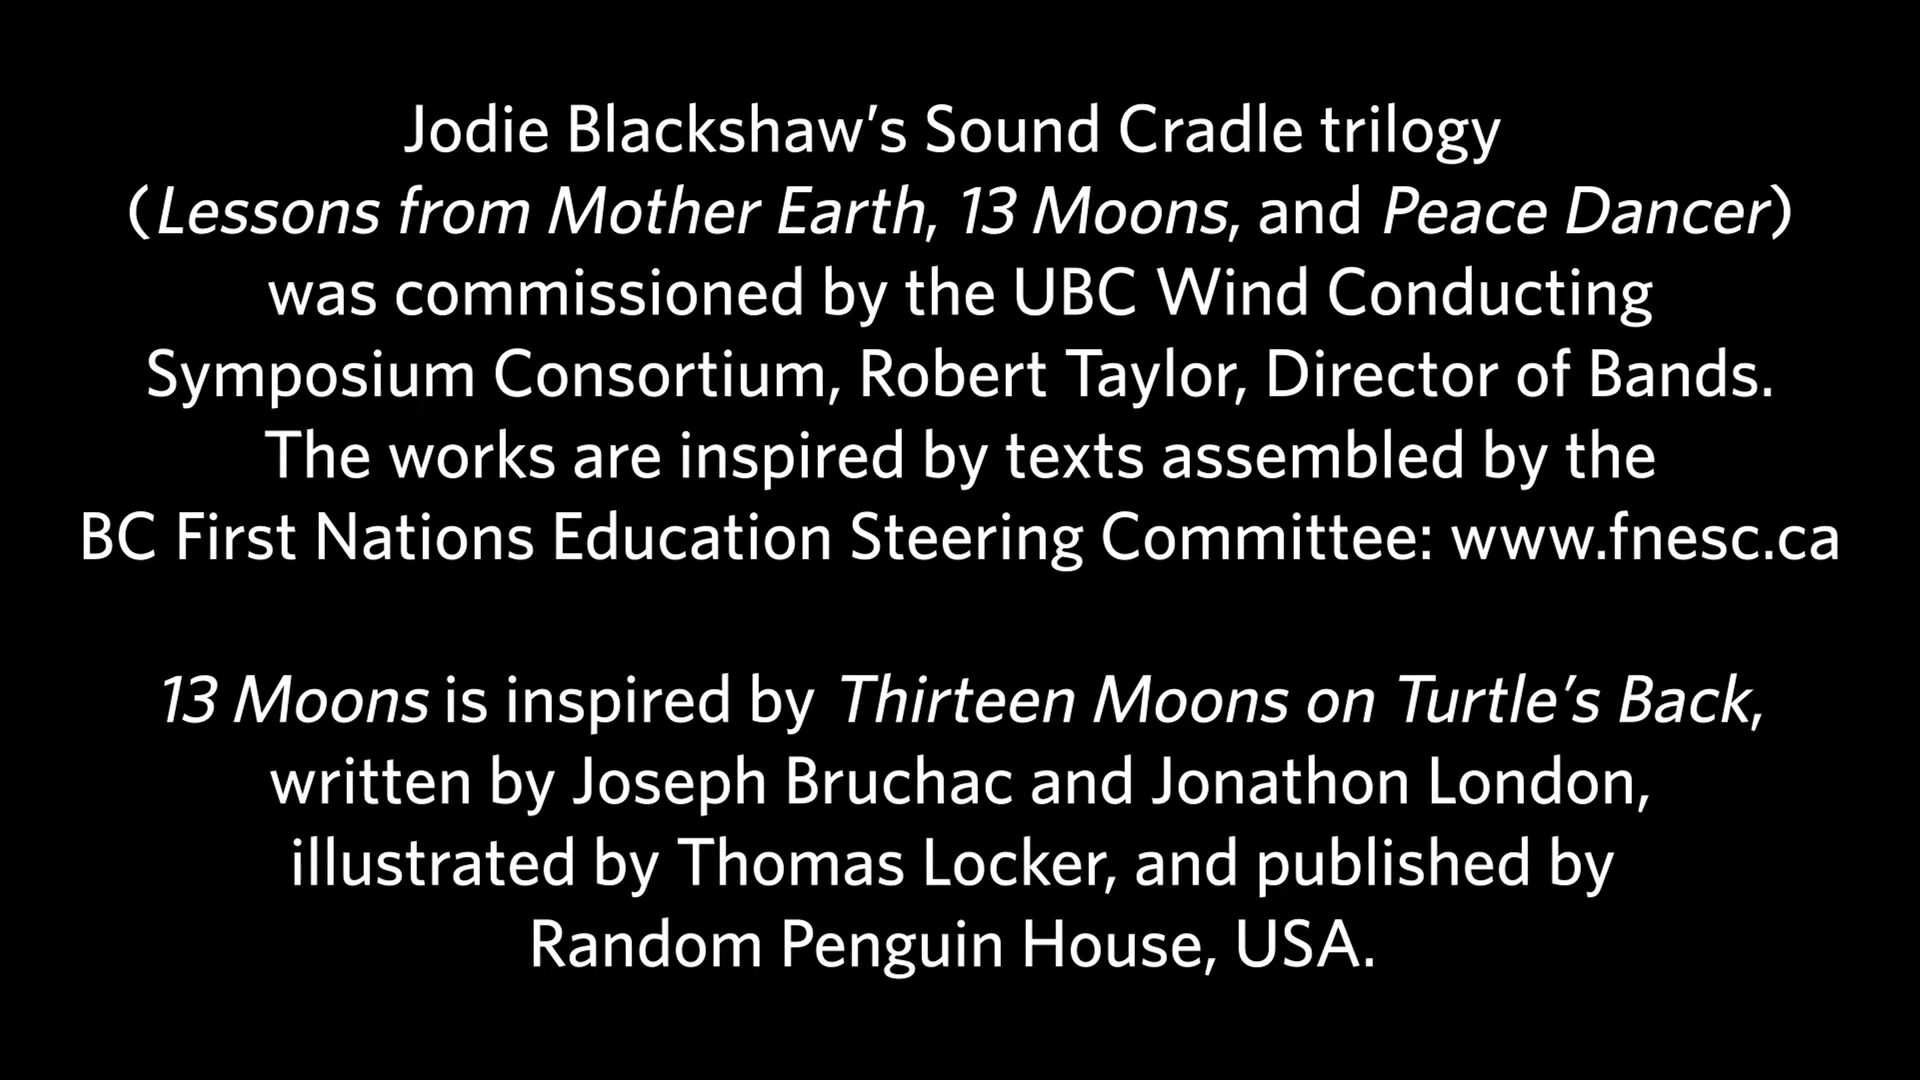 Jodie Blackshaw’s Sound Cradle trilogy
(Lessons from Mother Earth, 13 Moons, and Peace Dancer)
was commissioned by the UBC Wind Conducting
Symposium Consortium, Robert Taylor, Director of Bands.
The works are inspired by texts assembled by the
BC First Nations Education Steering Committee: www.fnesc.ca
13 Moons is inspired by Thirteen Moons on Turtle’s Back,
written by Joseph Bruchac and Jonathon London,
illustrated by Thomas Locker, and published by
Random Penguin House, USA.